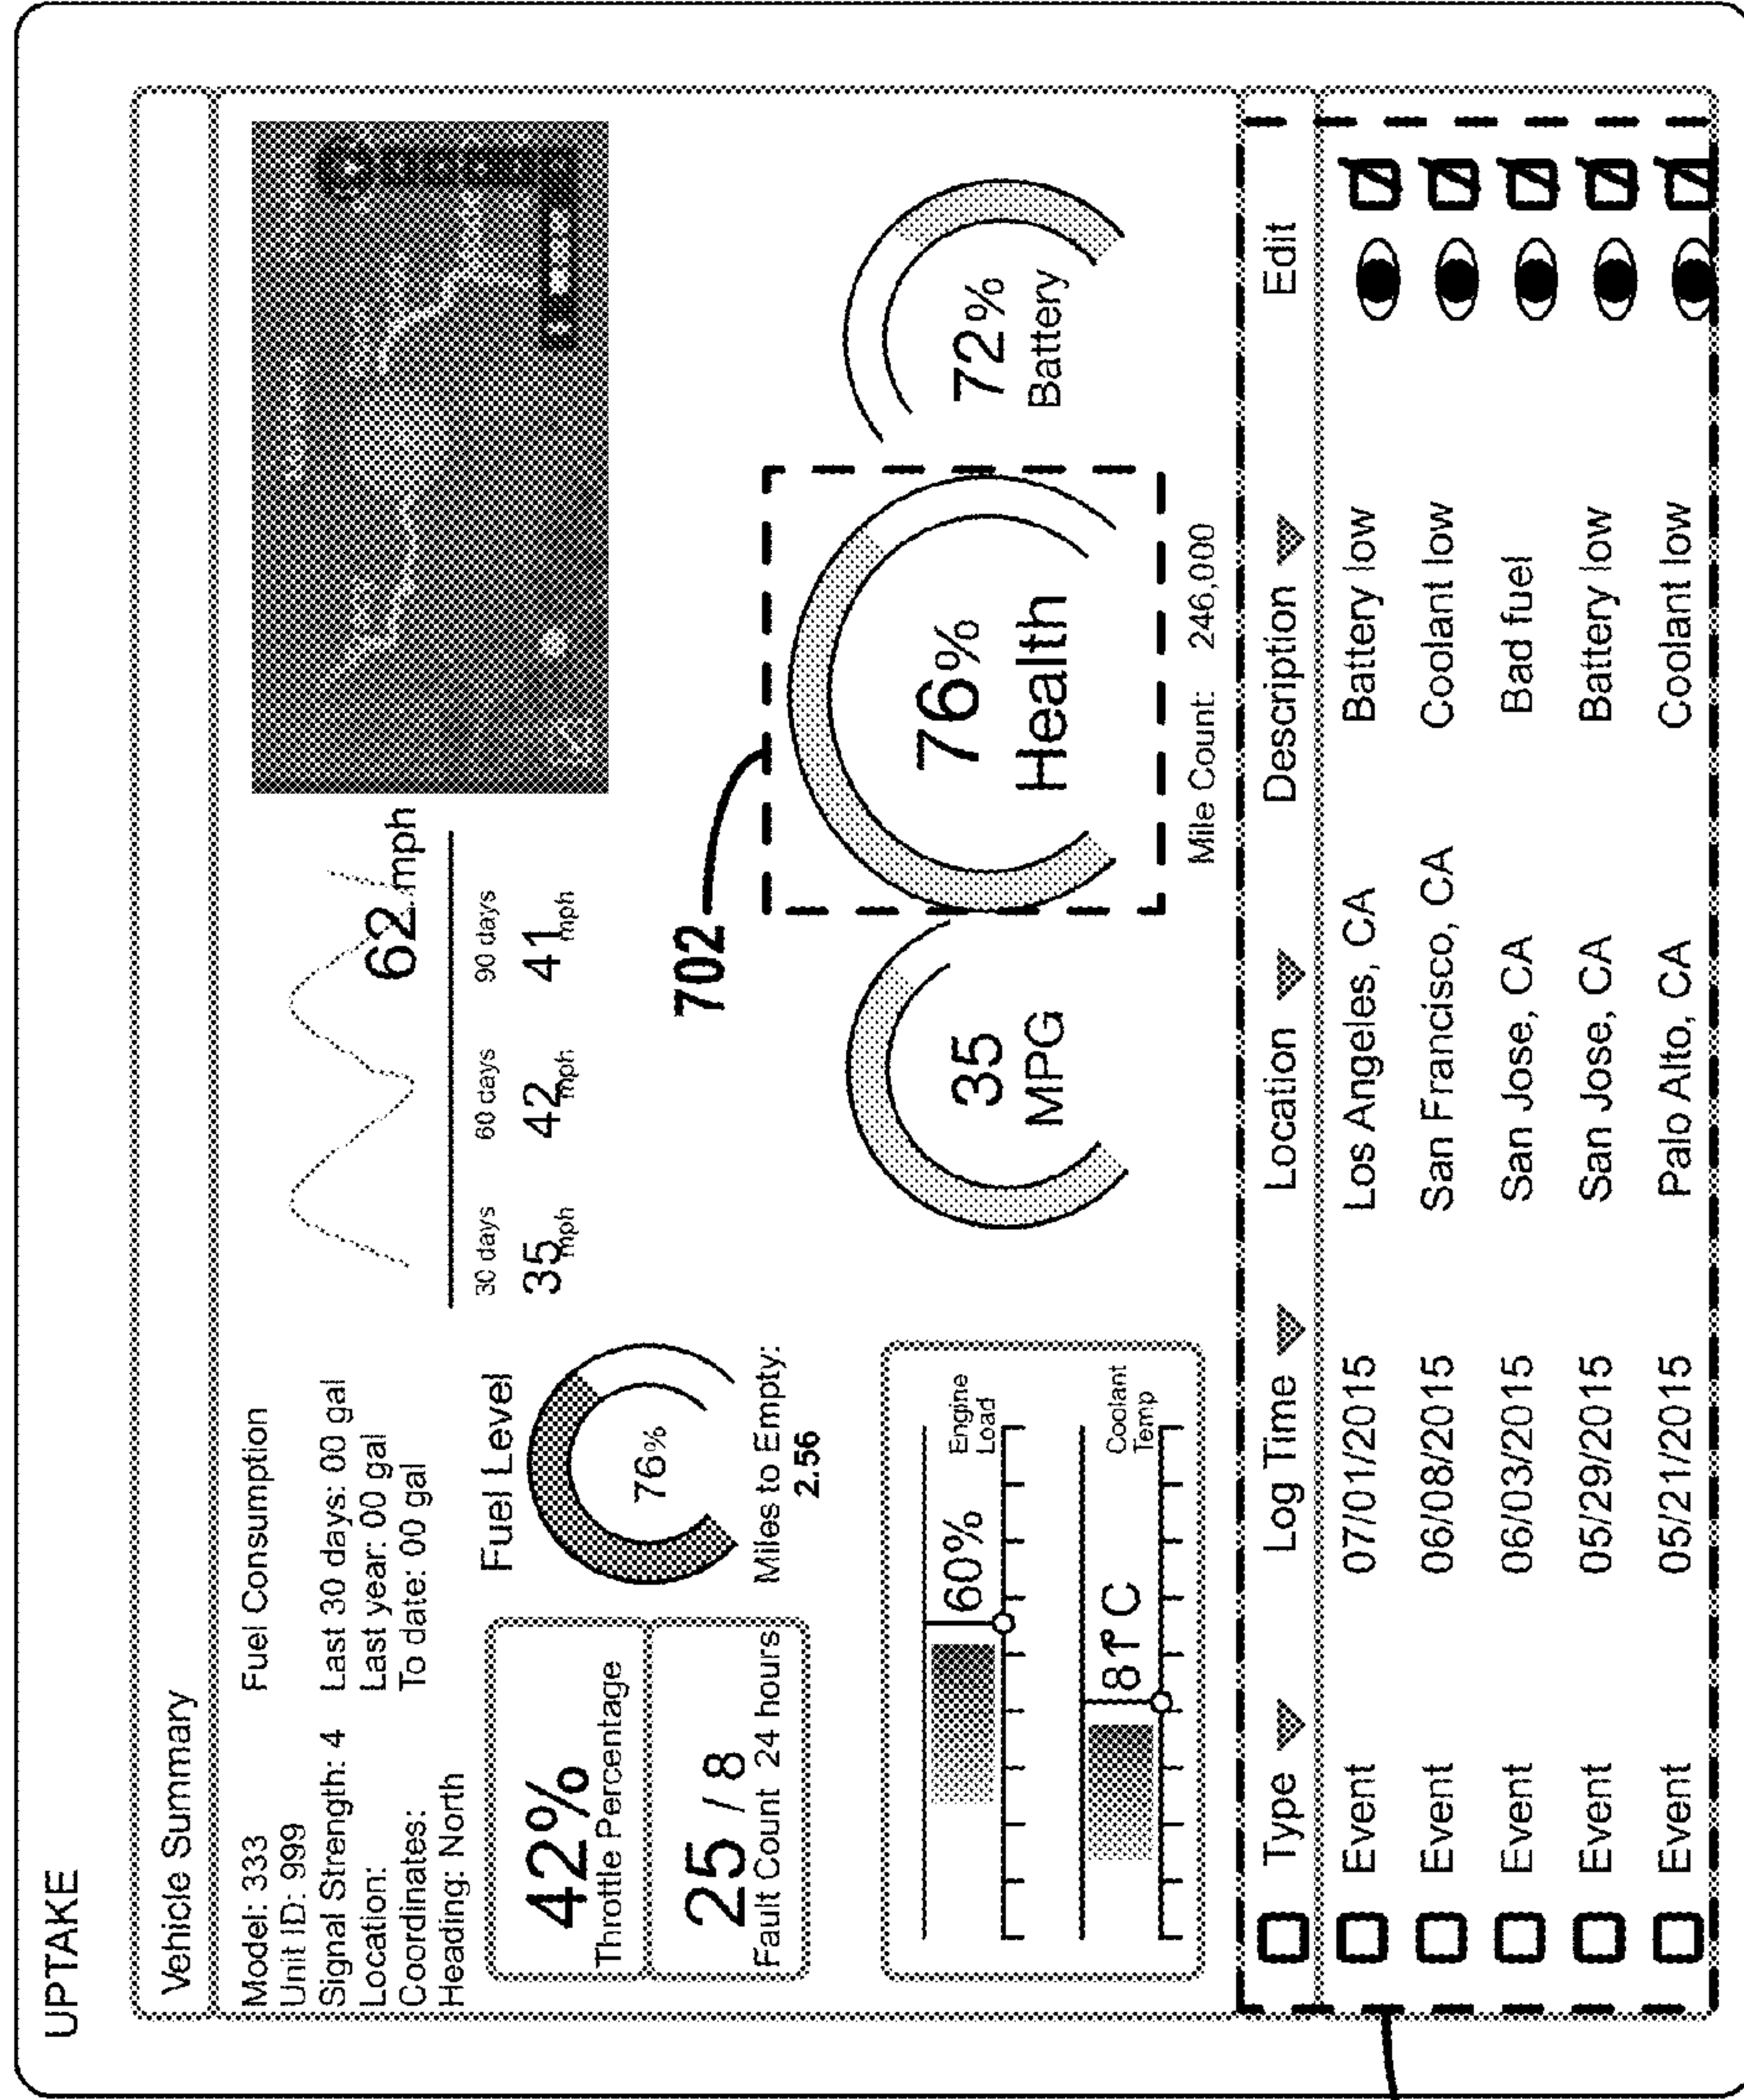 UPTAKE
Vehicle Summary
Model: 333
Unit ID: 999
Signal Strength: 4
Location:
Coordinates:
Heading: North
Fuel Consumption
Last 30 days: 00 gal
Last year: 00 gal
To date: 00 gal
62 mph
30 days 60 days 90 days
35 mph 42 mph 41 mph
42%
Throttle Percentage
25 / 8
Fault Count 24 hours
Fuel Level
76%
Miles to Empty:
2.56
702
60%
Engine
Load
81° C
Coolant
Temp
35
MPG
76%
Health
72%
Battery
Mile Count: 246,000
Type Log Time Location Description Edit
Event 07/01/2015 Los Angeles, CA Battery low
Event 06/08/2015 San Francisco, CA Coolant low
Event 06/03/2015 San Jose, CA Bad fuel
Event 05/29/2015 San Jose, CA Battery low
Event 05/21/2015 Palo Alto, CA Coolant low